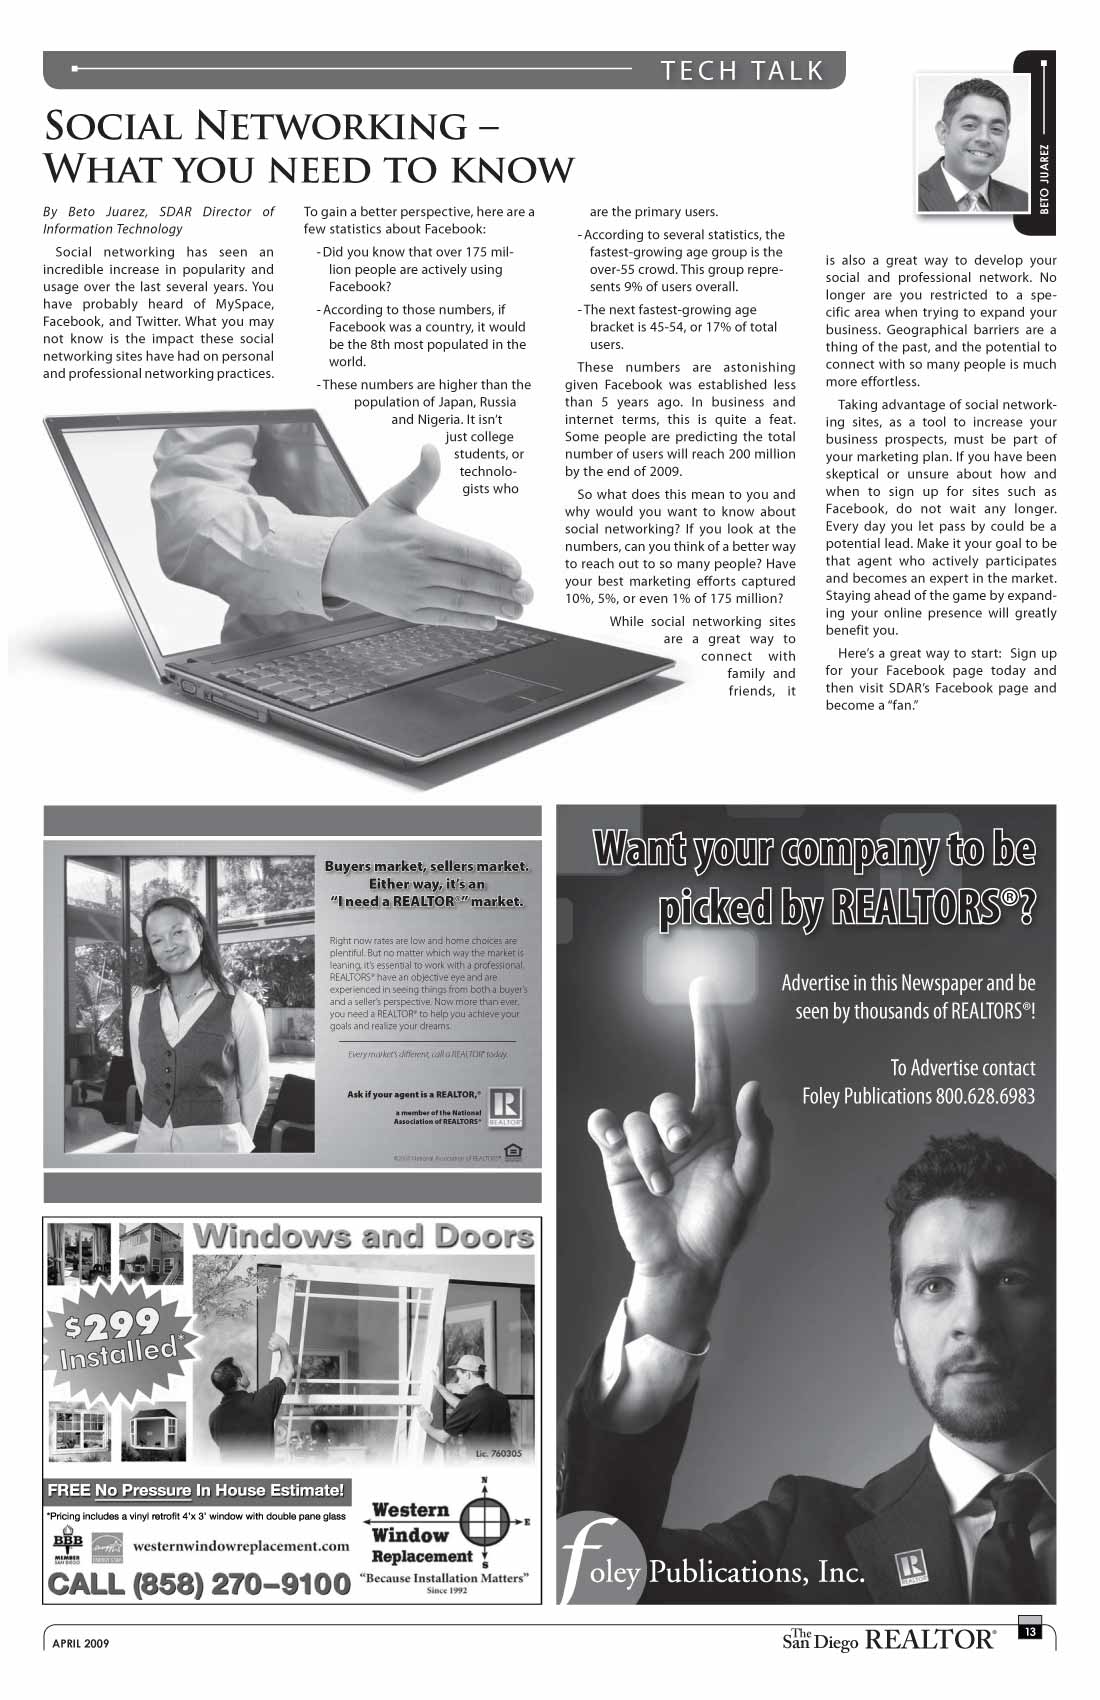 TECH TALK
BETO JUAREZ
SOCIAL NETWORKING –
WHAT YOU NEED TO KNOW
By Beto Juarez, SDAR Director of
Information Technology
Social networking has seen an
incredible increase in popularity and
usage over the last several years. You
have probably heard of MySpace,
Facebook, and Twitter. What you may
not know is the impact these social
networking sites have had on personal
and professional networking practices.
To gain a better perspective, here are a
few statistics about Facebook:
- Did you know that over 175 mil-
lion people are actively using
Facebook?
- According to those numbers, if
Facebook was a country, it would
be the 8th most populated in the
world.
- These numbers are higher than the
population of Japan, Russia
and Nigeria. It isn't
just college
students, or
technolo-
gists who
are the primary users.
- According to several statistics, the
fastest-growing age group is the
over-55 crowd. This group repre-
sents 9% of users overall.
- The next fastest-growing age
bracket is 45-54, or 17% of total
users.
These numbers are astonishing
given Facebook was established less
than 5 years ago. In business and
internet terms, this is quite a feat.
Some people are predicting the total
number of users will reach 200 million
by the end of 2009.
So what does this mean to you and
why would you want to know about
social networking? If you look at the
numbers, can you think of a better way
to reach out to so many people? Have
your best marketing efforts captured
10%, 5%, or even 1% of 175 million?
While social networking sites
are a great way to
connect with
family and
friends, it
is also a great way to develop your
social and professional network. No
longer are you restricted to a spe-
cific area when trying to expand your
business. Geographical barriers are a
thing of the past, and the potential to
connect with so many people is much
more effortless.
Taking advantage of social network-
ing sites, as a tool to increase your
business prospects, must be part of
your marketing plan. If you have been
skeptical or unsure about how and
when to sign up for sites such as
Facebook, do not wait any longer.
Every day you let pass by could be a
potential lead. Make it your goal to be
that agent who actively participates
and becomes an expert in the market.
Staying ahead of the game by expand-
ing your online presence will greatly
benefit you.
Here's a great way to start: Sign up
for your Facebook page today and
then visit SDAR's Facebook page and
become a "fan."
Buyers market, sellers market.
Either way, it's an
"I need a REALTOR®" market.
Right now rates are low and home choices are
plentiful. But no matter which way the market is
leaning, it's essential to work with a professional.
REALTORS® have an objective eye and are
experienced in seeing things from both a buyer's
and a seller's perspective. Now more than ever,
you need a REALTOR® to help you achieve your
goals and realize your dreams.
Every market's different, call a REALTOR® today.
Ask if your agent is a REALTOR,®
a member of the National
Association of REALTORS®
REALTOR®
©2007 National Association of REALTORS®
Windows and Doors
$299
Installed*
Lic. 760305
FREE No Pressure In House Estimate!
*Pricing includes a vinyl retrofit 4'x 3' window with double pane glass
BBB
MEMBER
SAN DIEGO
ENERGY STAR
westernwindowreplacement.com
CALL (858) 270–9100
Western
Window
Replacement
N
E
S
"Because Installation Matters"
Since 1992
Want your company to be
picked by REALTORS®?
Advertise in this Newspaper and be
seen by thousands of REALTORS®!
To Advertise contact
Foley Publications 800.628.6983
Foley Publications, Inc.
REALTOR
APRIL 2009
The San Diego REALTOR®
13